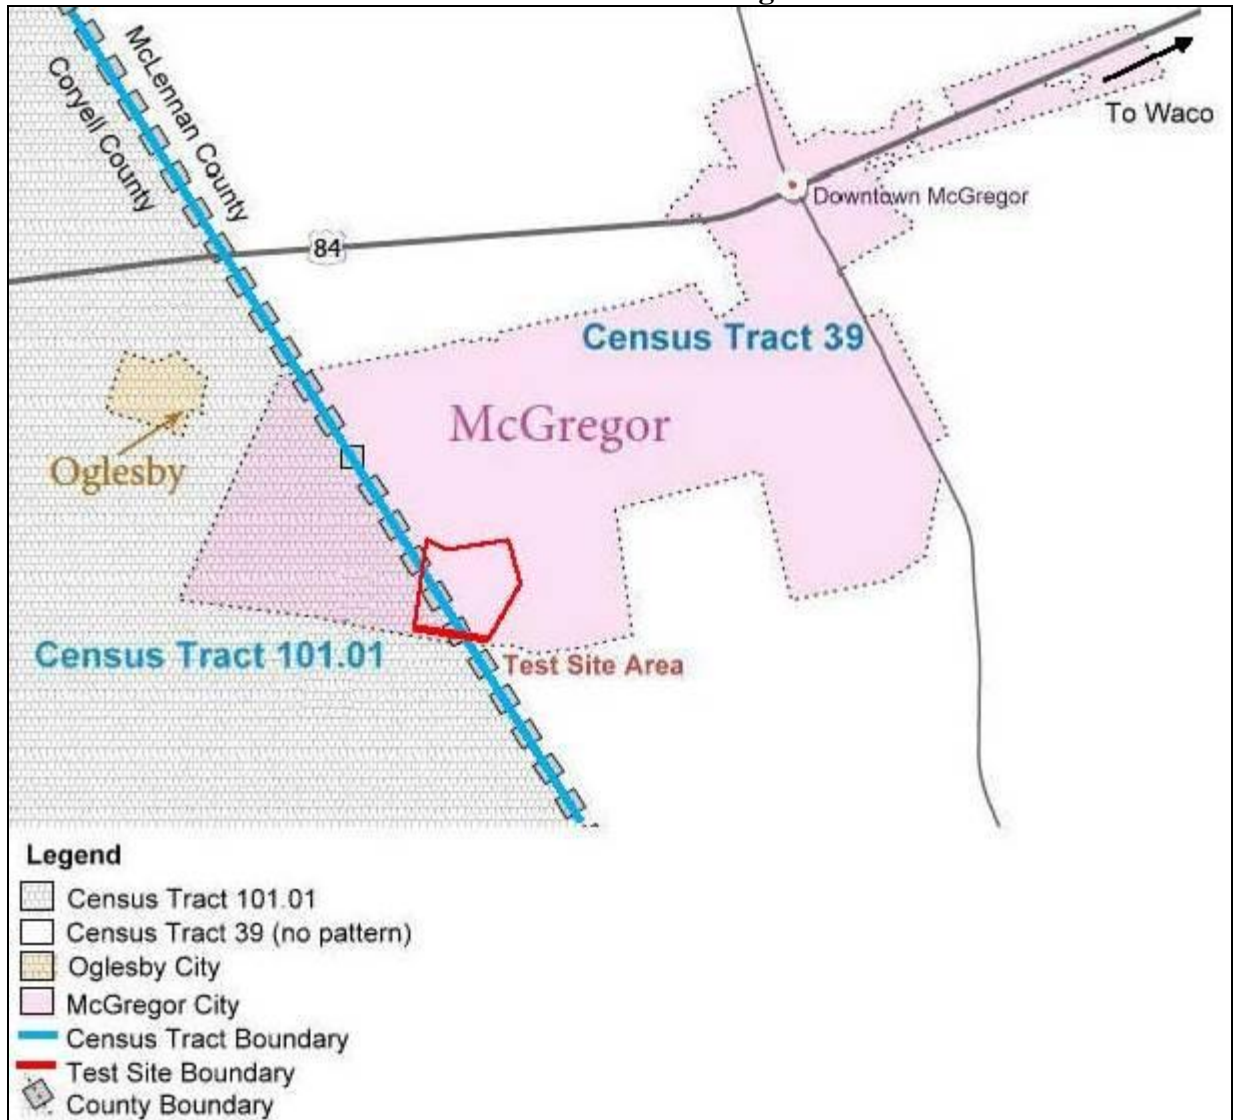 McLennan County
Coryell County
To Waco
Downtown McGregor
84
Census Tract 39
McGregor
Oglesby
Census Tract 101.01
Test Site Area
Legend
Census Tract 101.01
Census Tract 39 (no pattern)
Oglesby City
McGregor City
Census Tract Boundary
Test Site Boundary
County Boundary